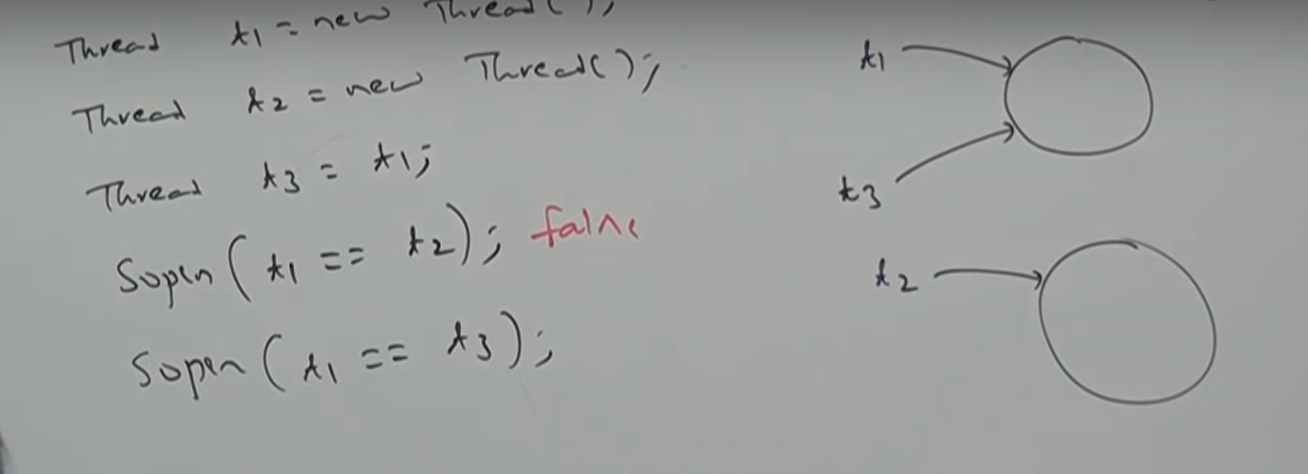 Thread t1 = new Thread();
Thread t2 = new Thread();
Thread t3 = t1;
Sopln(t1 == t2); false
Sopln(t1 == t3);
t1
t3
t2